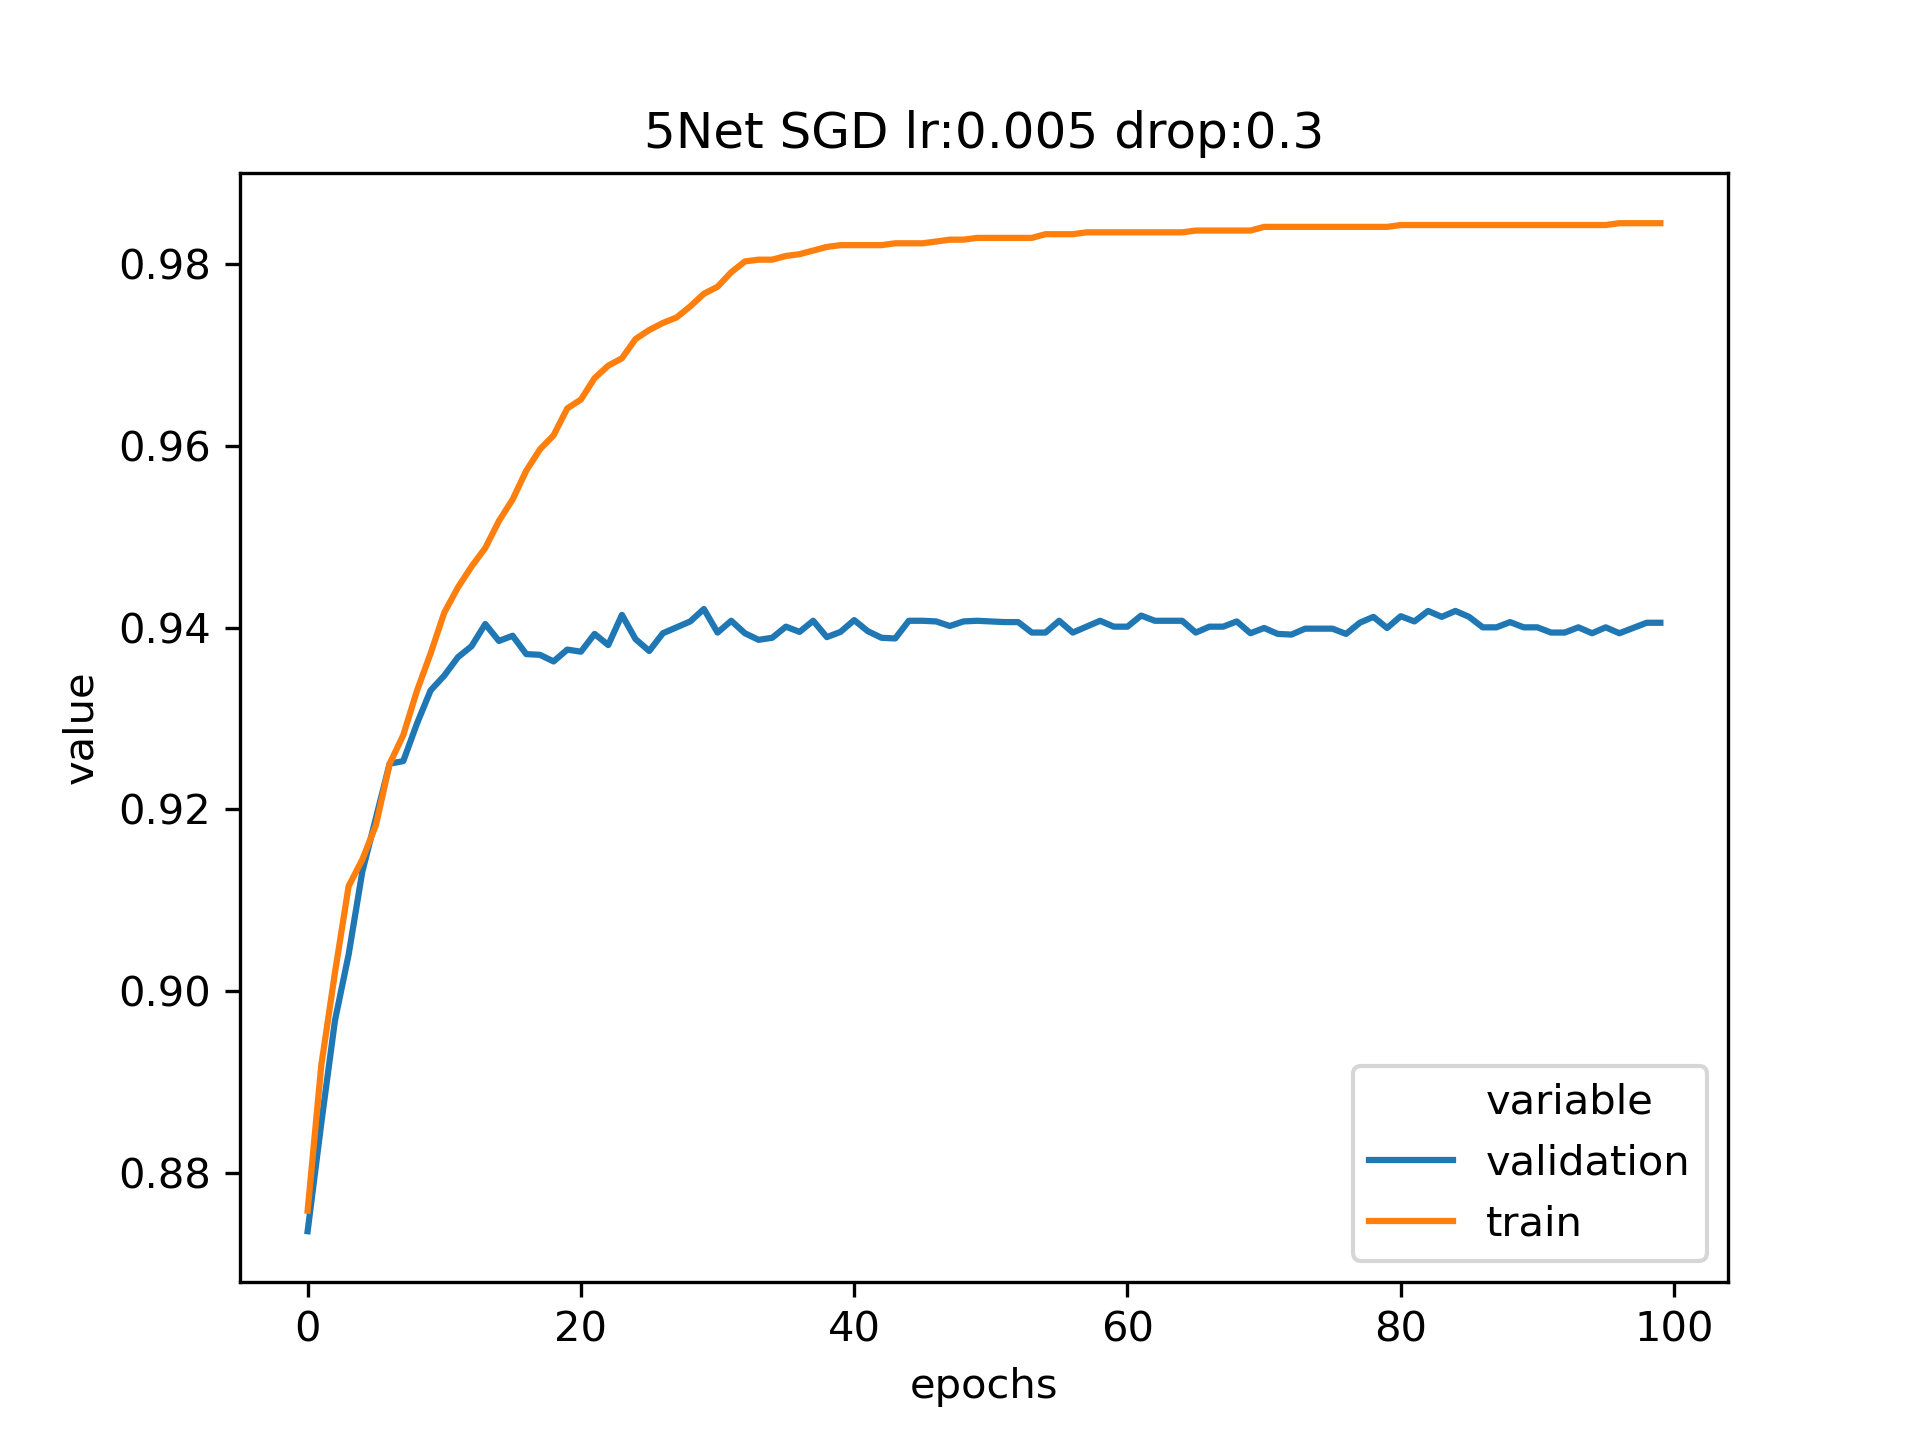 5Net SGD lr:0.005 drop:0.3
0.98
0.96
0.94
0.92
0.90
0.88
value
variable
validation
train
0 20 40 60 80 100
epochs